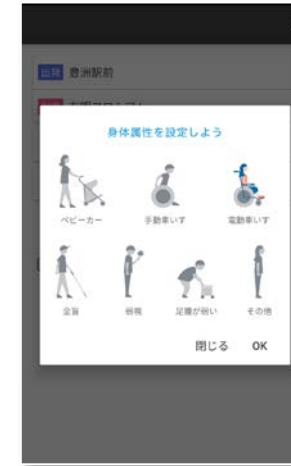 出発 豊洲駅前
身体属性を設定しよう
ベビーカー 手動車いす 電動車いす
全盲 弱視 足腰が弱い その他
閉じる OK